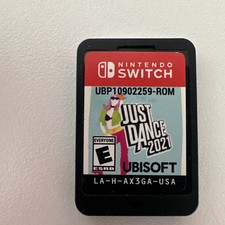 NINTENDO
SWITCH
UBP10902259-ROM
JUST
DANCE
2021
EVERYONE
E
ESRB
UBISOFT
LA-H-AX3GA-USA